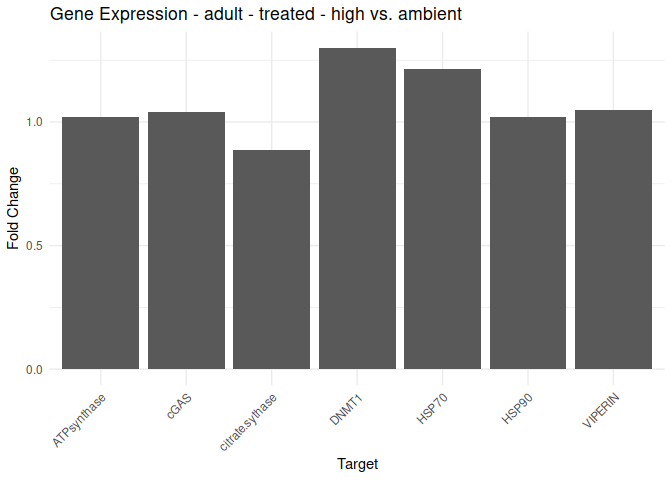 Gene Expression - adult - treated - high vs. ambient
Fold Change
1.0
0.5
0.0
ATPsynthase
cGAS
citrate.sythase
DNMT1
HSP70
HSP90
VIPERIN
Target